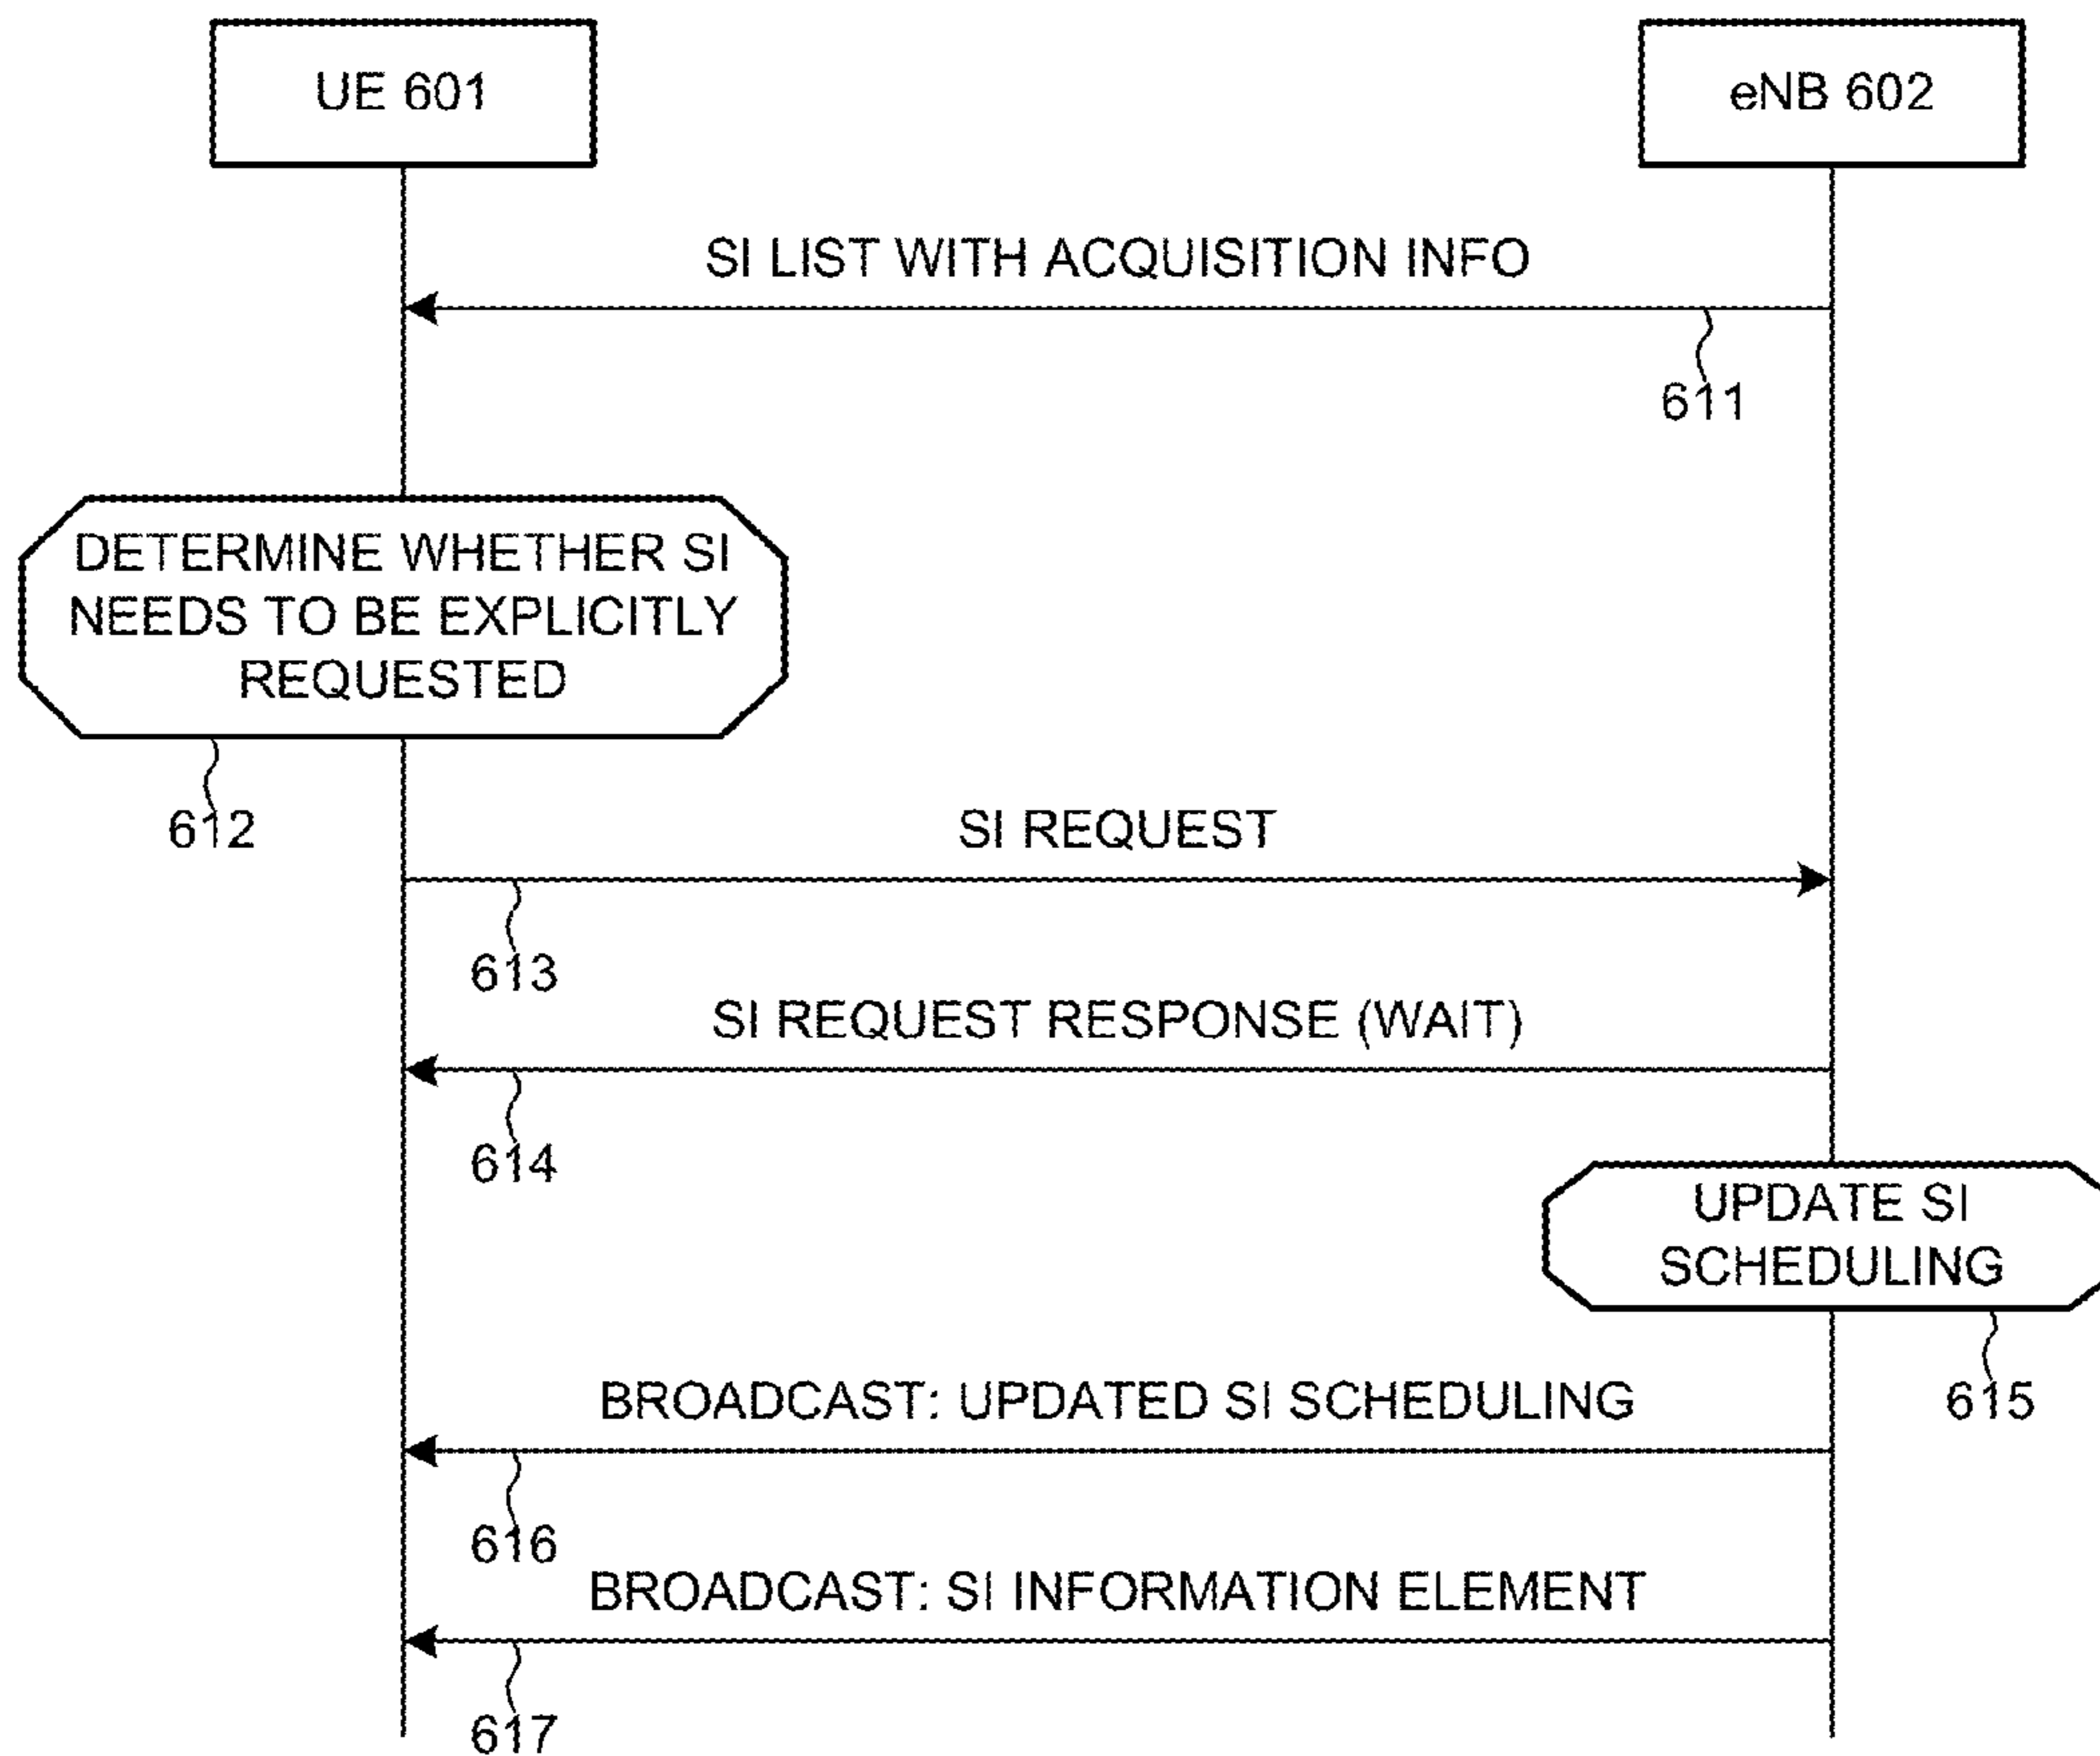 UE 601
eNB 602
SI LIST WITH ACQUISITION INFO
611
DETERMINE WHETHER SI
NEEDS TO BE EXPLICITLY
REQUESTED
612
SI REQUEST
613
SI REQUEST RESPONSE (WAIT)
614
UPDATE SI
SCHEDULING
615
BROADCAST: UPDATED SI SCHEDULING
616
BROADCAST: SI INFORMATION ELEMENT
617